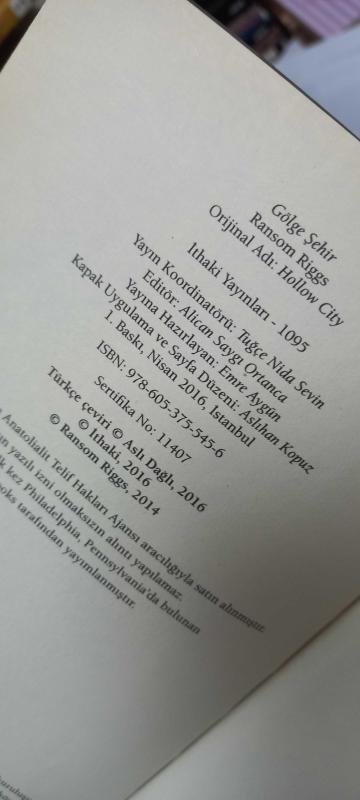 Gölge Şehir
Ransom Riggs
Orijinal Adı: Hollow City
İthaki Yayınları - 1095
Yayın Koordinatörü: Tuğçe Nida Sevin
Editör: Alican Saygı Ortanca
Yayına Hazırlayan: Emre Aygün
Kapak Uygulama ve Sayfa Düzeni: Aslıhan Kopuz
1. Baskı, Nisan 2016, İstanbul
ISBN: 978-605-375-545-6
Sertifika No: 11407
Türkçe çeviri © Aslı Dağlı, 2016
© İthaki, 2016
© Ransom Riggs, 2014
Anatolialit Telif Hakları Ajansı aracılığıyla satın alınmıştır.
yazılı izni olmaksızın alıntı yapılamaz.
kez Philadelphia, Pennsylvania'da bulunan
tarafından yayımlanmıştır.